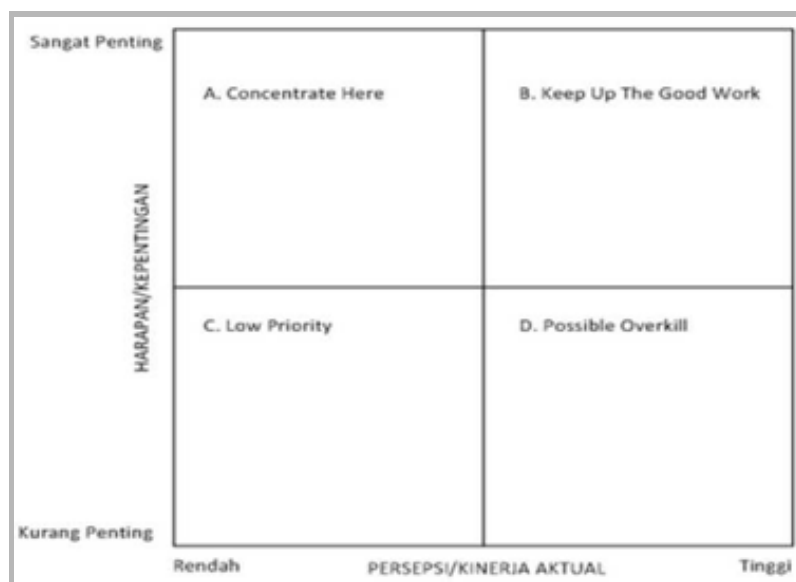 Sangat Penting
A. Concentrate Here
B. Keep Up The Good Work
HARAPAN/KEPENTINGAN
C. Low Priority
D. Possible Overkill
Kurang Penting
Rendah
PERSEPSI/KINERJA AKTUAL
Tinggi